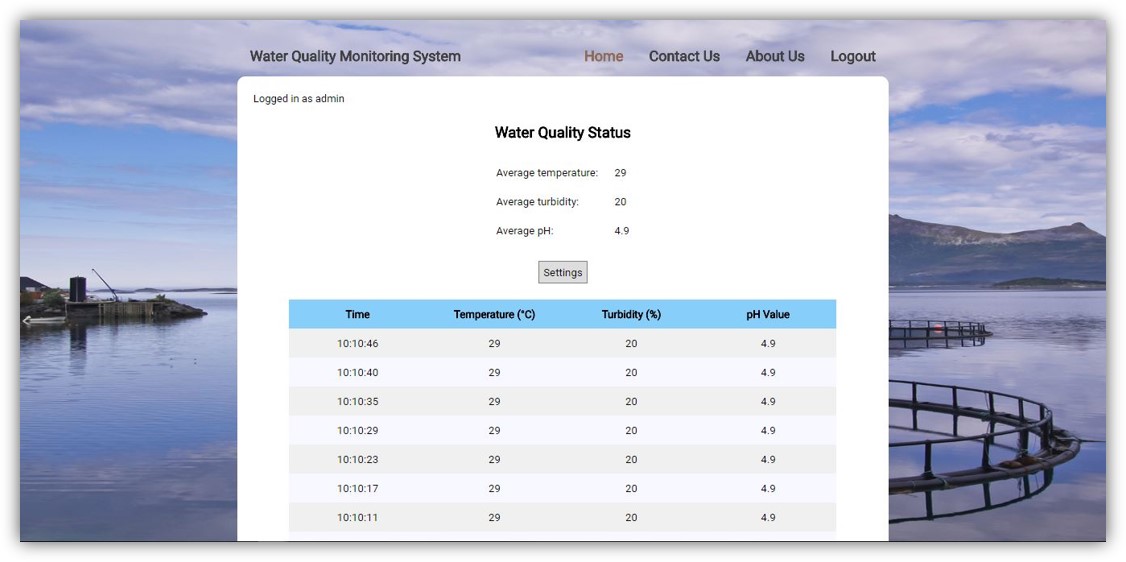 Water Quality Monitoring System Home Contact Us About Us Logout
Logged in as admin
Water Quality Status
Average temperature: 29
Average turbidity: 20
Average pH: 4.9
Settings
Time Temperature (°C) Turbidity (%) pH Value
10:10:46 29 20 4.9
10:10:40 29 20 4.9
10:10:35 29 20 4.9
10:10:29 29 20 4.9
10:10:23 29 20 4.9
10:10:17 29 20 4.9
10:10:11 29 20 4.9